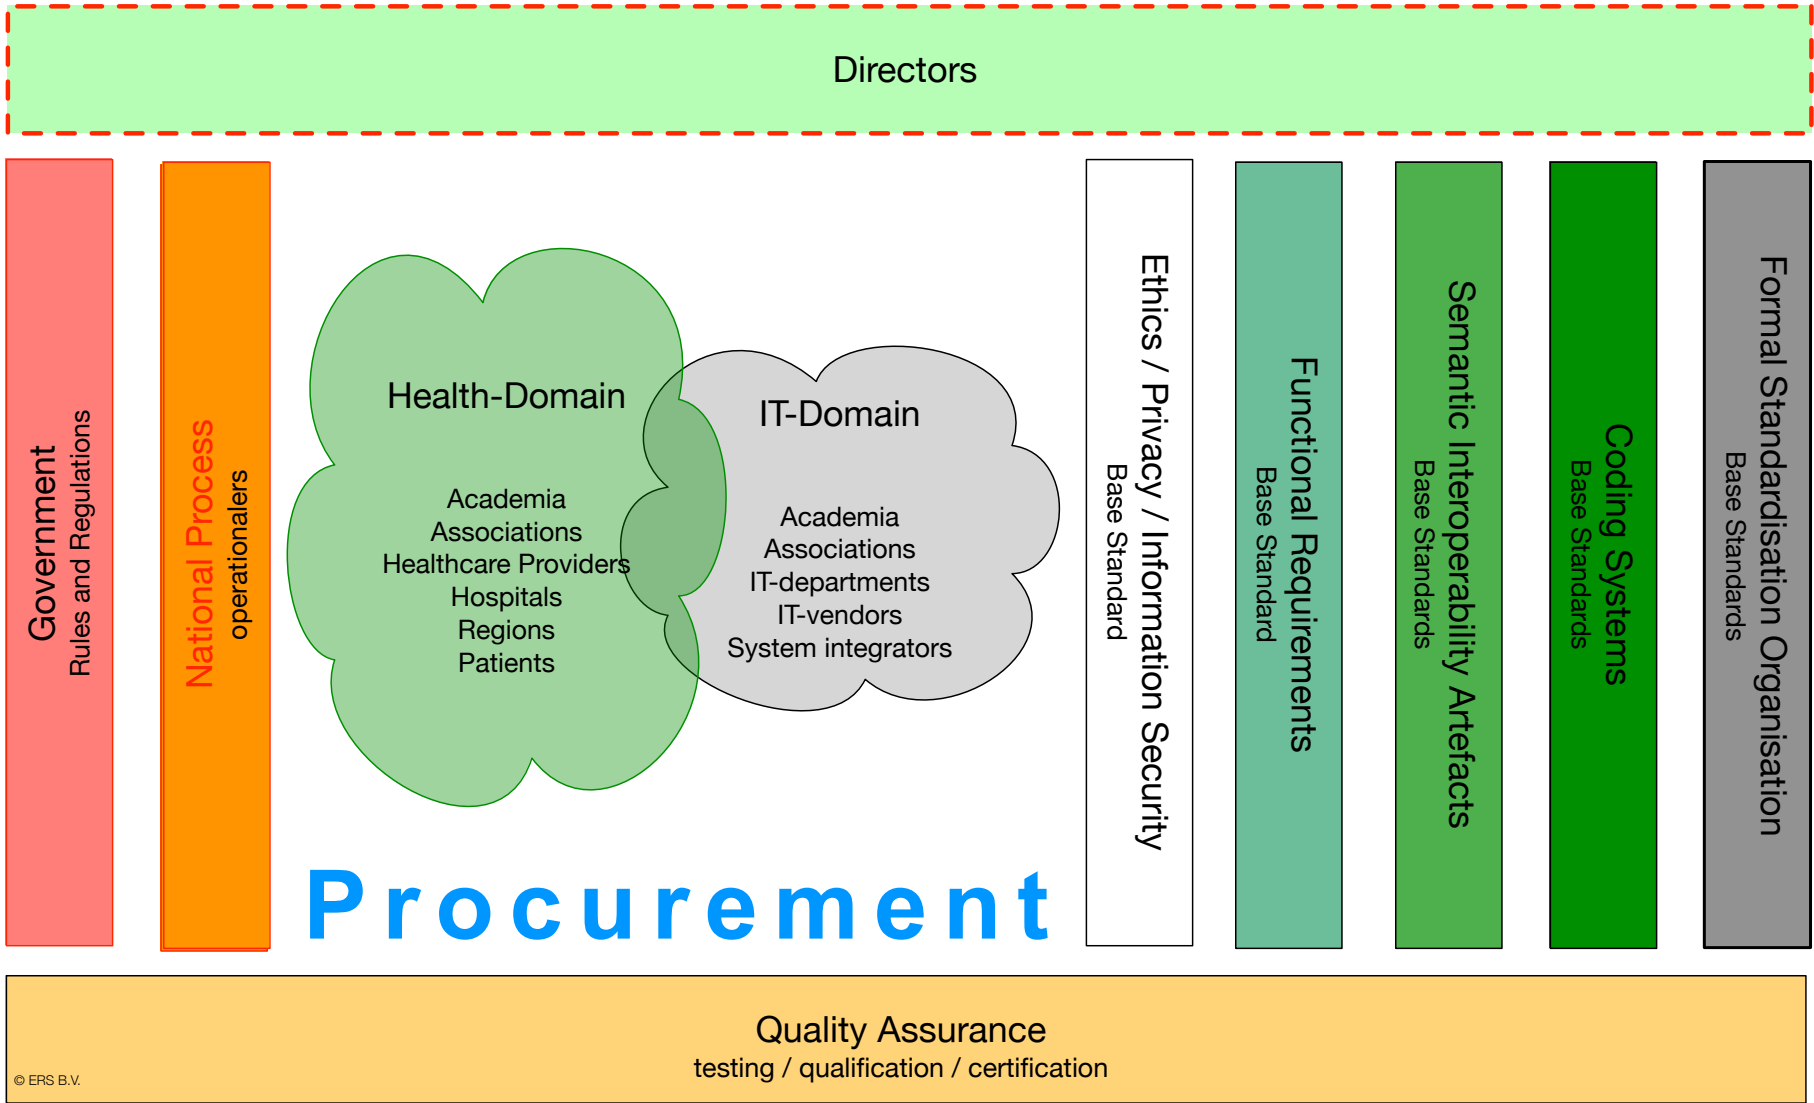 Directors
Government
Rules and Regulations
National Process
operationalers
Health-Domain
Academia
Associations
Healthcare Providers
Hospitals
Regions
Patients
IT-Domain
Academia
Associations
IT-departments
IT-vendors
System integrators
Procurement
Ethics / Privacy / Information Security
Base Standard
Functional Requirements
Base Standard
Semantic Interoperability Artefacts
Base Standards
Coding Systems
Base Standards
Formal Standardisation Organisation
Base Standards
Quality Assurance
testing / qualification / certification
© ERS B.V.